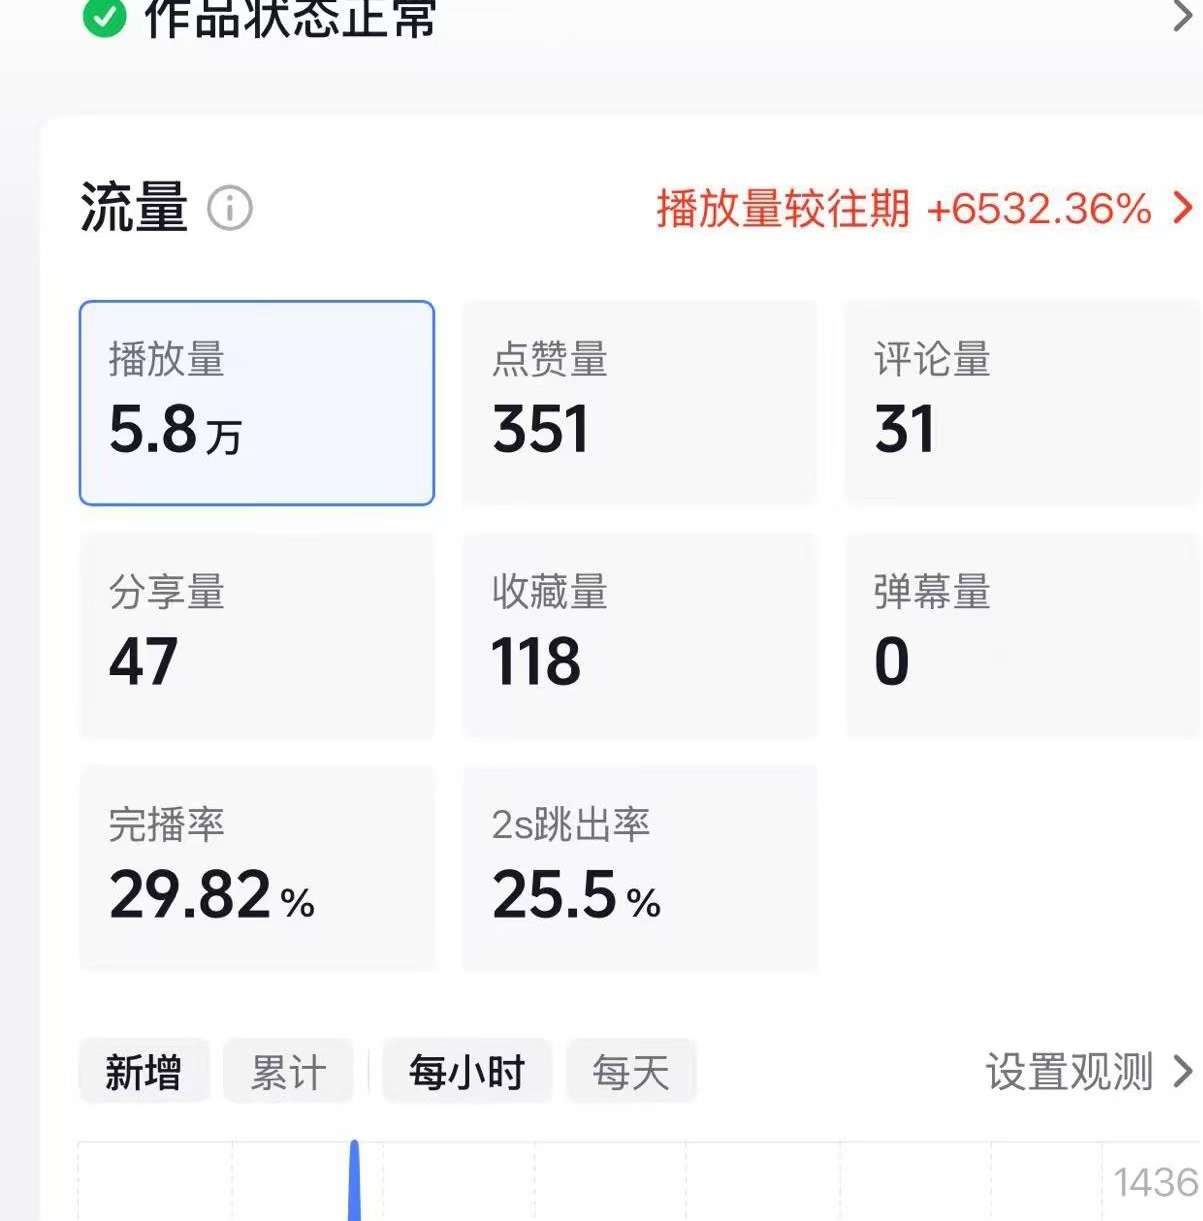 作品状态正常
流量
播放量较往期 +6532.36%
播放量
点赞量
评论量
5.8万
351
31
分享量
收藏量
弹幕量
47
118
0
完播率
2s跳出率
29.82%
25.5%
新增 累计 每小时 每天 设置观测
1436